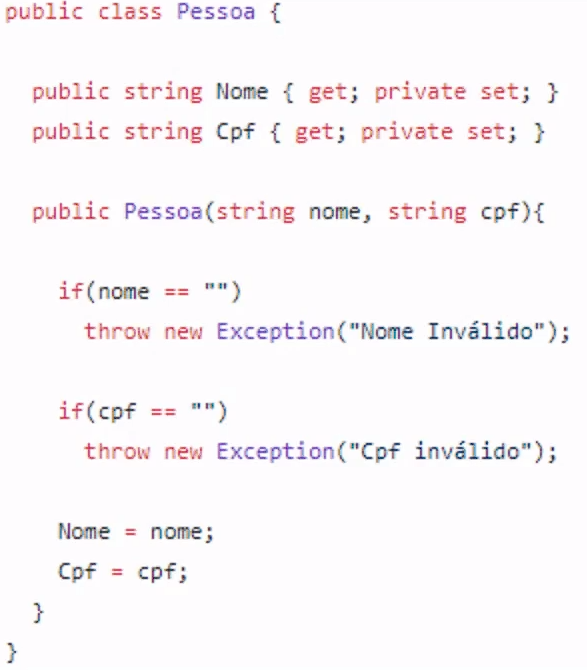 public class Pessoa {
public string Nome { get; private set; }
public string Cpf { get; private set; }
public Pessoa(string nome, string cpf){
if(nome == "")
throw new Exception("Nome Inválido");
if(cpf == "")
throw new Exception("Cpf inválido");
Nome = nome;
Cpf = cpf;
}
}